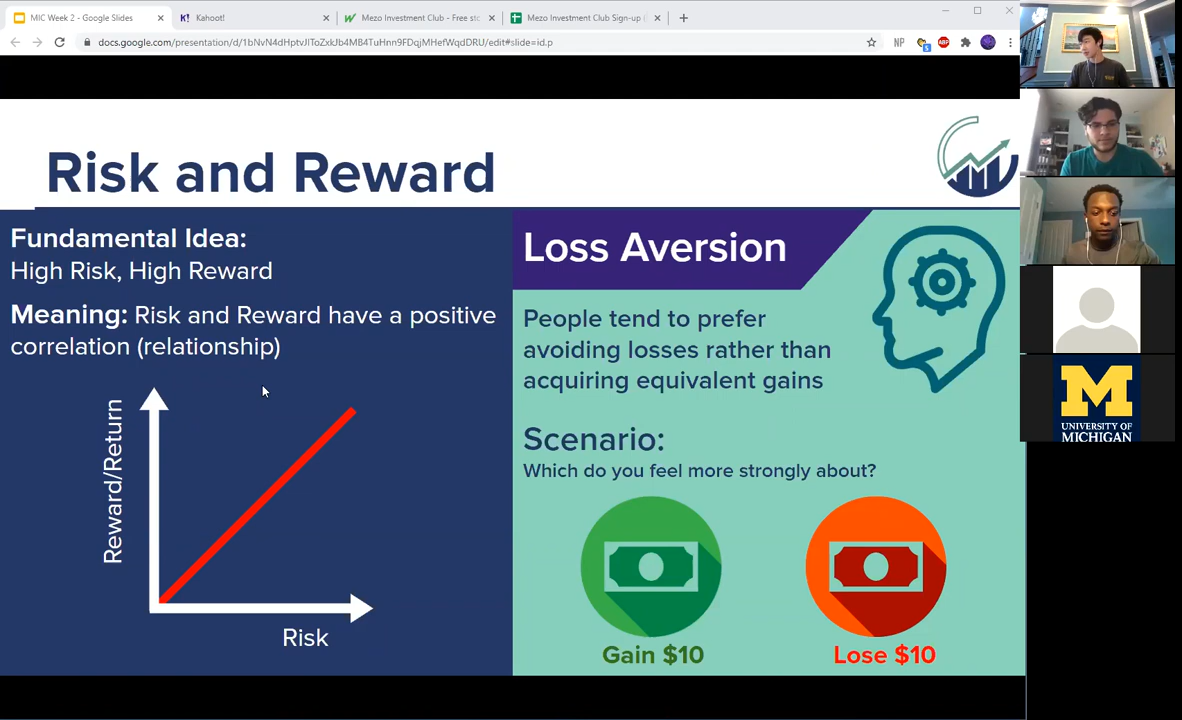 MIC Week 2 - Google Slides
Kahoot!
Mezo Investment Club - Free st
Mezo Investment Club Sign-up (
docs.google.com/presentation/d/1bNvN4dHptvJlToZxkJb4MB4TuHnn9FDqjMHefWqdDRU/edit#slide=id.p
NP
5
ABP
Risk and Reward
Fundamental Idea:
High Risk, High Reward
Meaning: Risk and Reward have a positive
correlation (relationship)
Reward/Return
Risk
Loss Aversion
People tend to prefer
avoiding losses rather than
acquiring equivalent gains
Scenario:
Which do you feel more strongly about?
Gain $10
Lose $10
M
UNIVERSITY OF
MICHIGAN